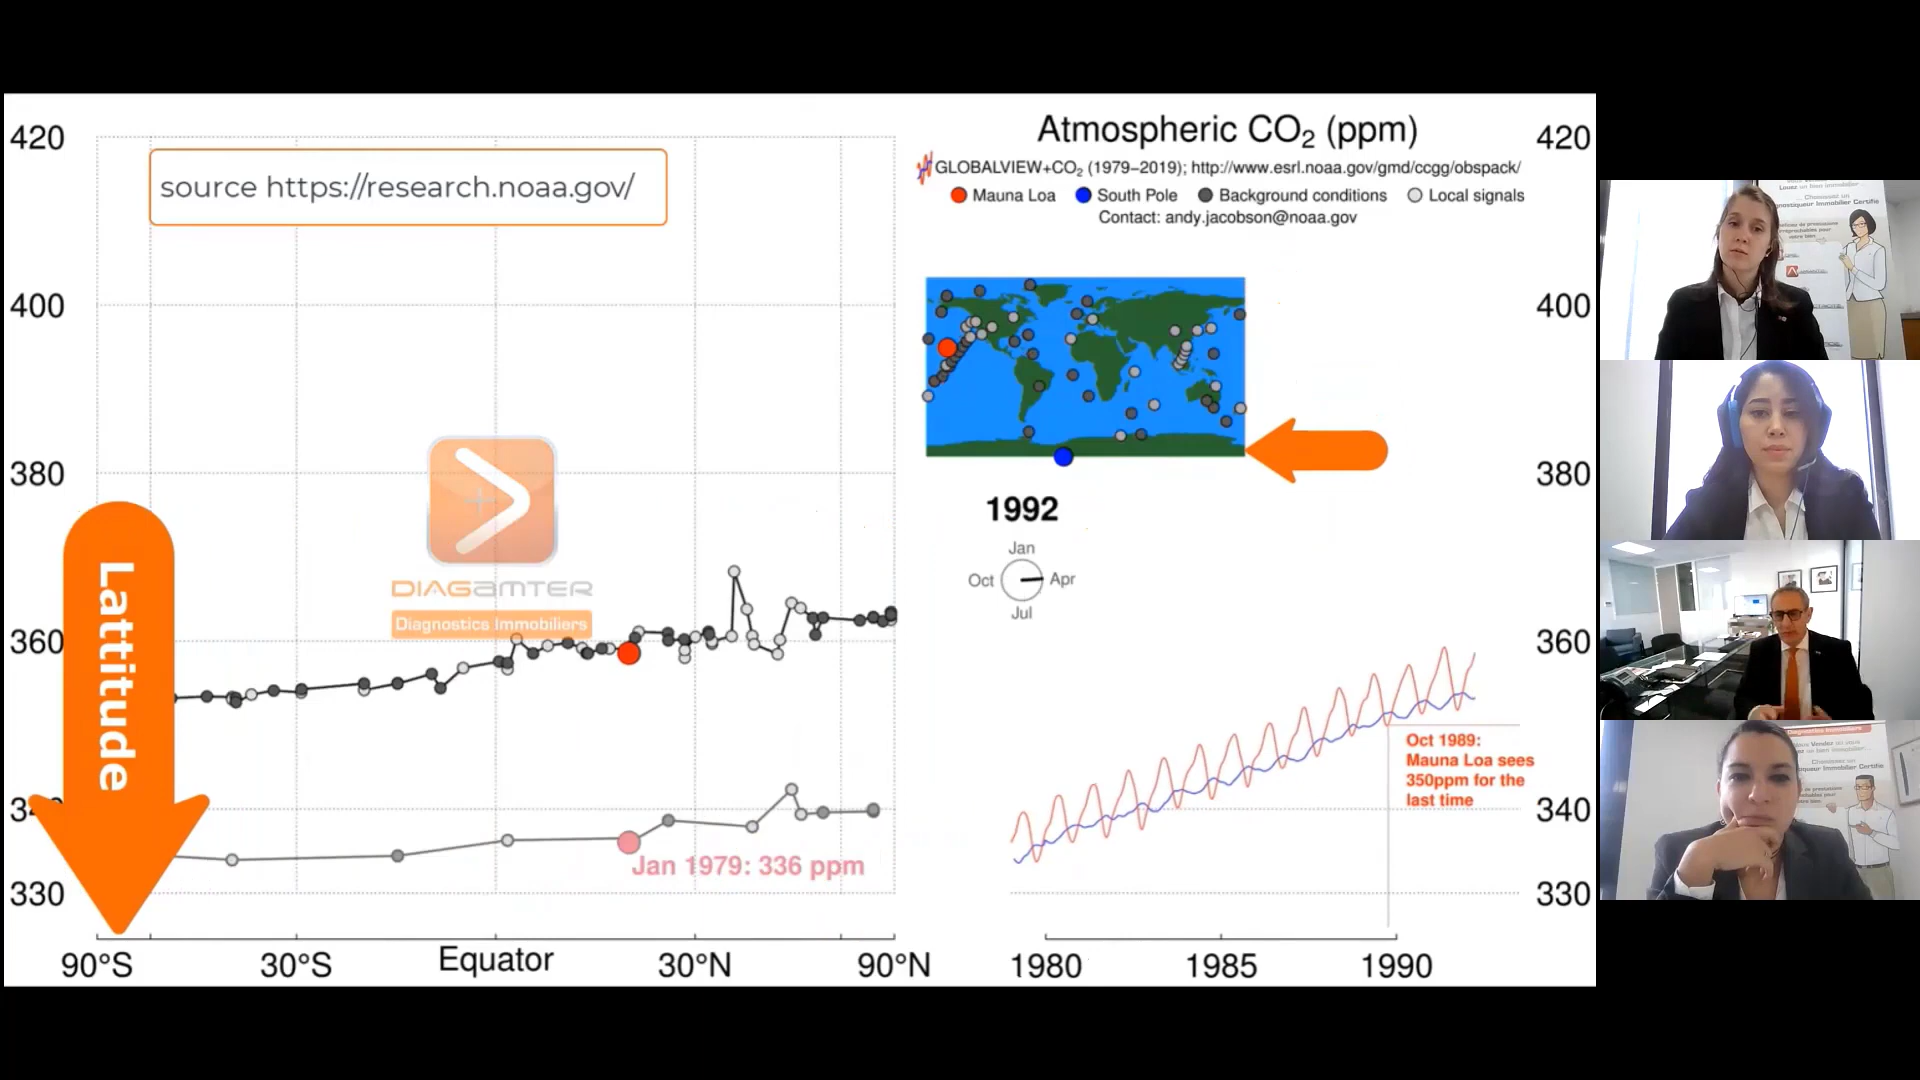 420
400
380
360
330
source https://research.noaa.gov/
DIAGAMTER
Diagnostics Immobiliers
Lattitude
Jan 1979: 336 ppm
90°S
30°S
Equator
30°N
90°N
Atmospheric CO₂ (ppm)
GLOBALVIEW+CO₂ (1979–2019); http://www.esrl.noaa.gov/gmd/ccgg/obspack/
Mauna Loa South Pole Background conditions Local signals
Contact: andy.jacobson@noaa.gov
1992
Jan
Oct Apr
Jul
Oct 1989:
Mauna Loa sees
350ppm for the
last time
420
400
380
360
340
330
1980
1985
1990